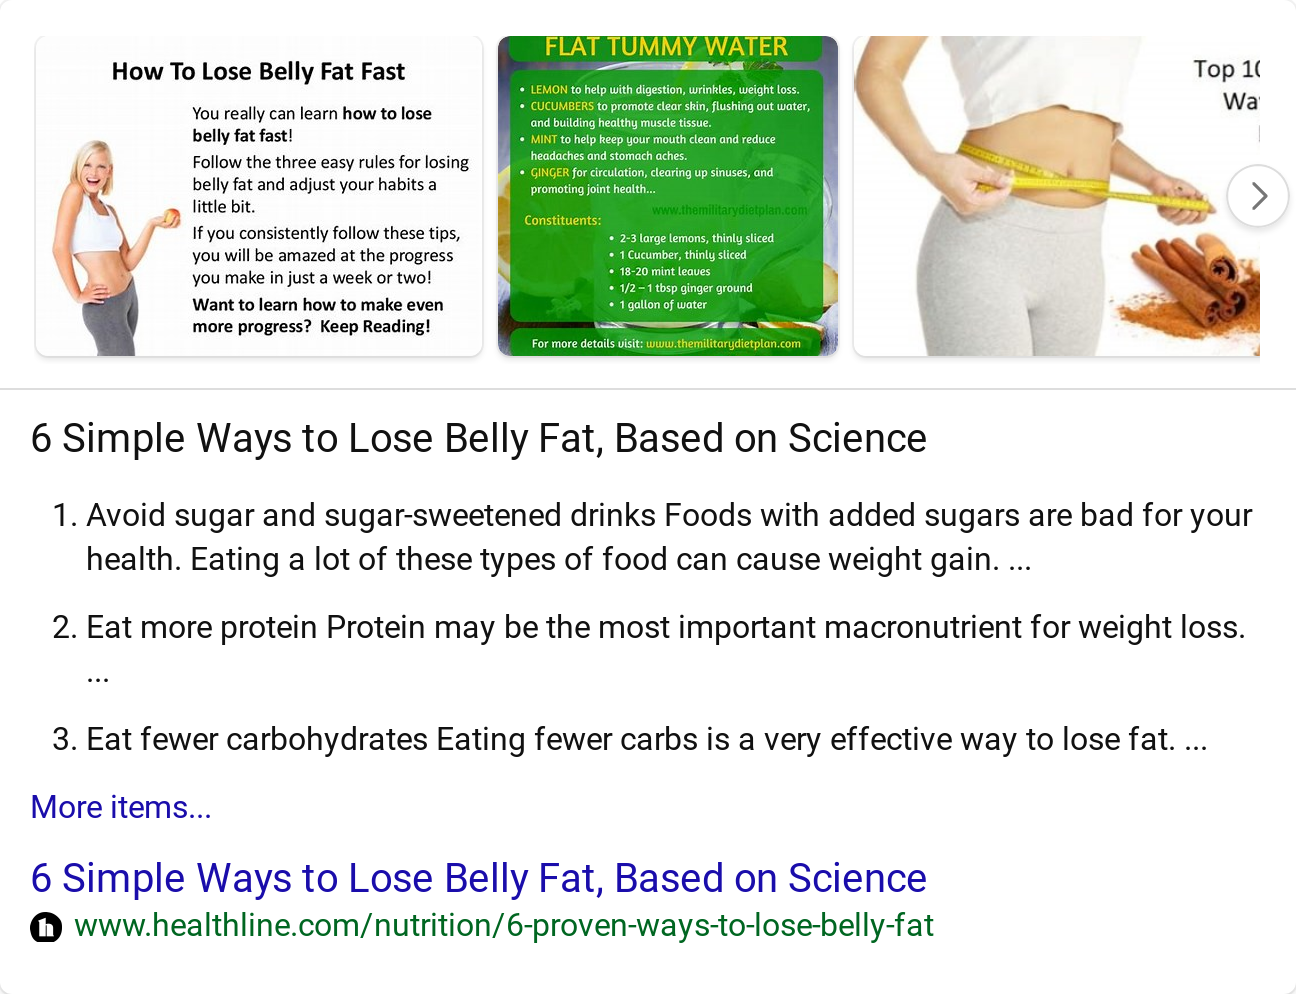 How To Lose Belly Fat Fast
You really can learn how to lose
belly fat fast!
Follow the three easy rules for losing
belly fat and adjust your habits a
little bit.
If you consistently follow these tips,
you will be amazed at the progress
you make in just a week or two!
Want to learn how to make even
more progress? Keep Reading!
FLAT TUMMY WATER
• LEMON to help with digestion, wrinkles, weight loss.
• CUCUMBERS to promote clear skin, flushing out water,
and building healthy muscle tissue.
• MINT to help keep your mouth clean and reduce
headaches and stomach aches.
• GINGER for circulation, clearing up sinuses, and
promoting joint health...
www.themilitarydietplan.com
Constituents:
• 2-3 large lemons, thinly sliced
• 1 Cucumber, thinly sliced
• 18-20 mint leaves
• 1/2 – 1 tbsp ginger ground
• 1 gallon of water
For more details visit: www.themilitarydietplan.com
Top 10
6 Simple Ways to Lose Belly Fat, Based on Science
1. Avoid sugar and sugar-sweetened drinks Foods with added sugars are bad for your
health. Eating a lot of these types of food can cause weight gain. ...
2. Eat more protein Protein may be the most important macronutrient for weight loss.
...
3. Eat fewer carbohydrates Eating fewer carbs is a very effective way to lose fat. ...
More items...
6 Simple Ways to Lose Belly Fat, Based on Science
h www.healthline.com/nutrition/6-proven-ways-to-lose-belly-fat